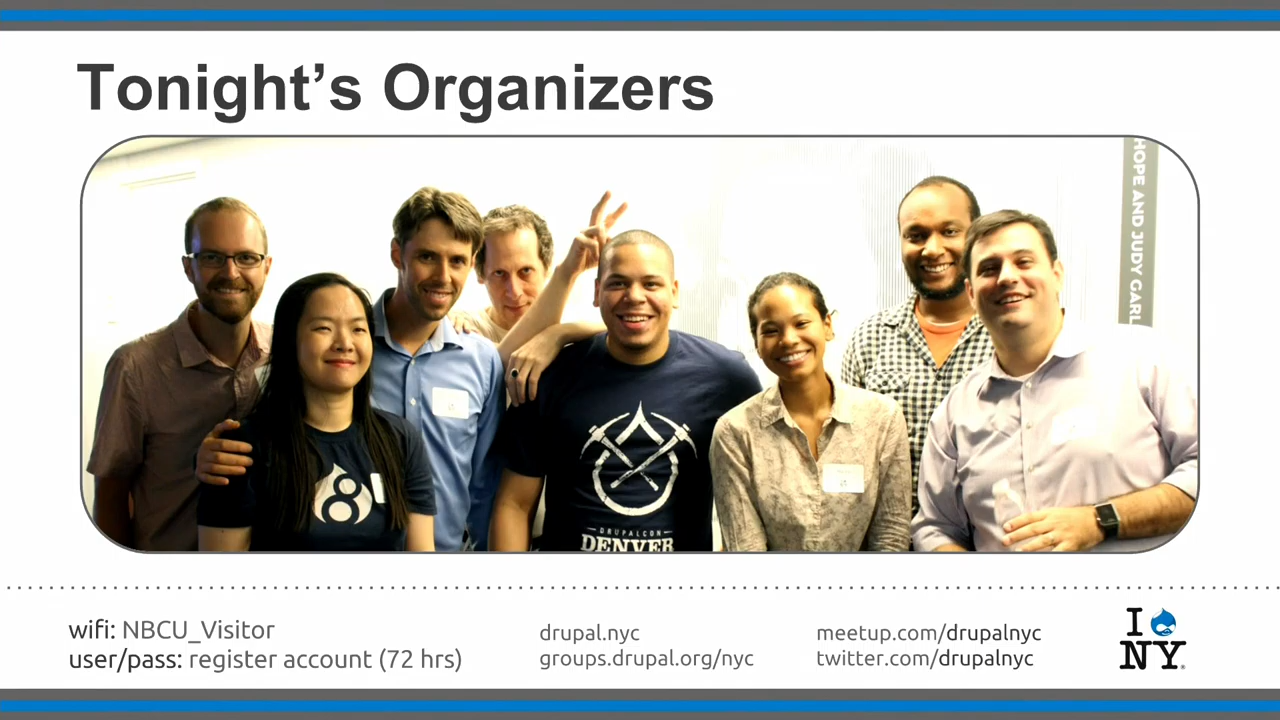 Tonight's Organizers
HOPE AND JUDY GARL
8
DRUPALCON
DENVER
wifi: NBCU_Visitor
user/pass: register account (72 hrs)
drupal.nyc
groups.drupal.org/nyc
meetup.com/drupalnyc
twitter.com/drupalnyc
I
NY